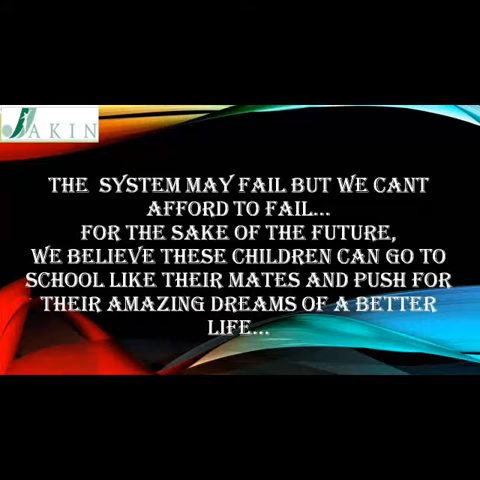 JAKIN
THE SYSTEM MAY FAIL BUT WE CANT
AFFORD TO FAIL...
FOR THE SAKE OF THE FUTURE,
WE BELIEVE THESE CHILDREN CAN GO TO
SCHOOL LIKE THEIR MATES AND PUSH FOR
THEIR AMAZING DREAMS OF A BETTER
LIFE...